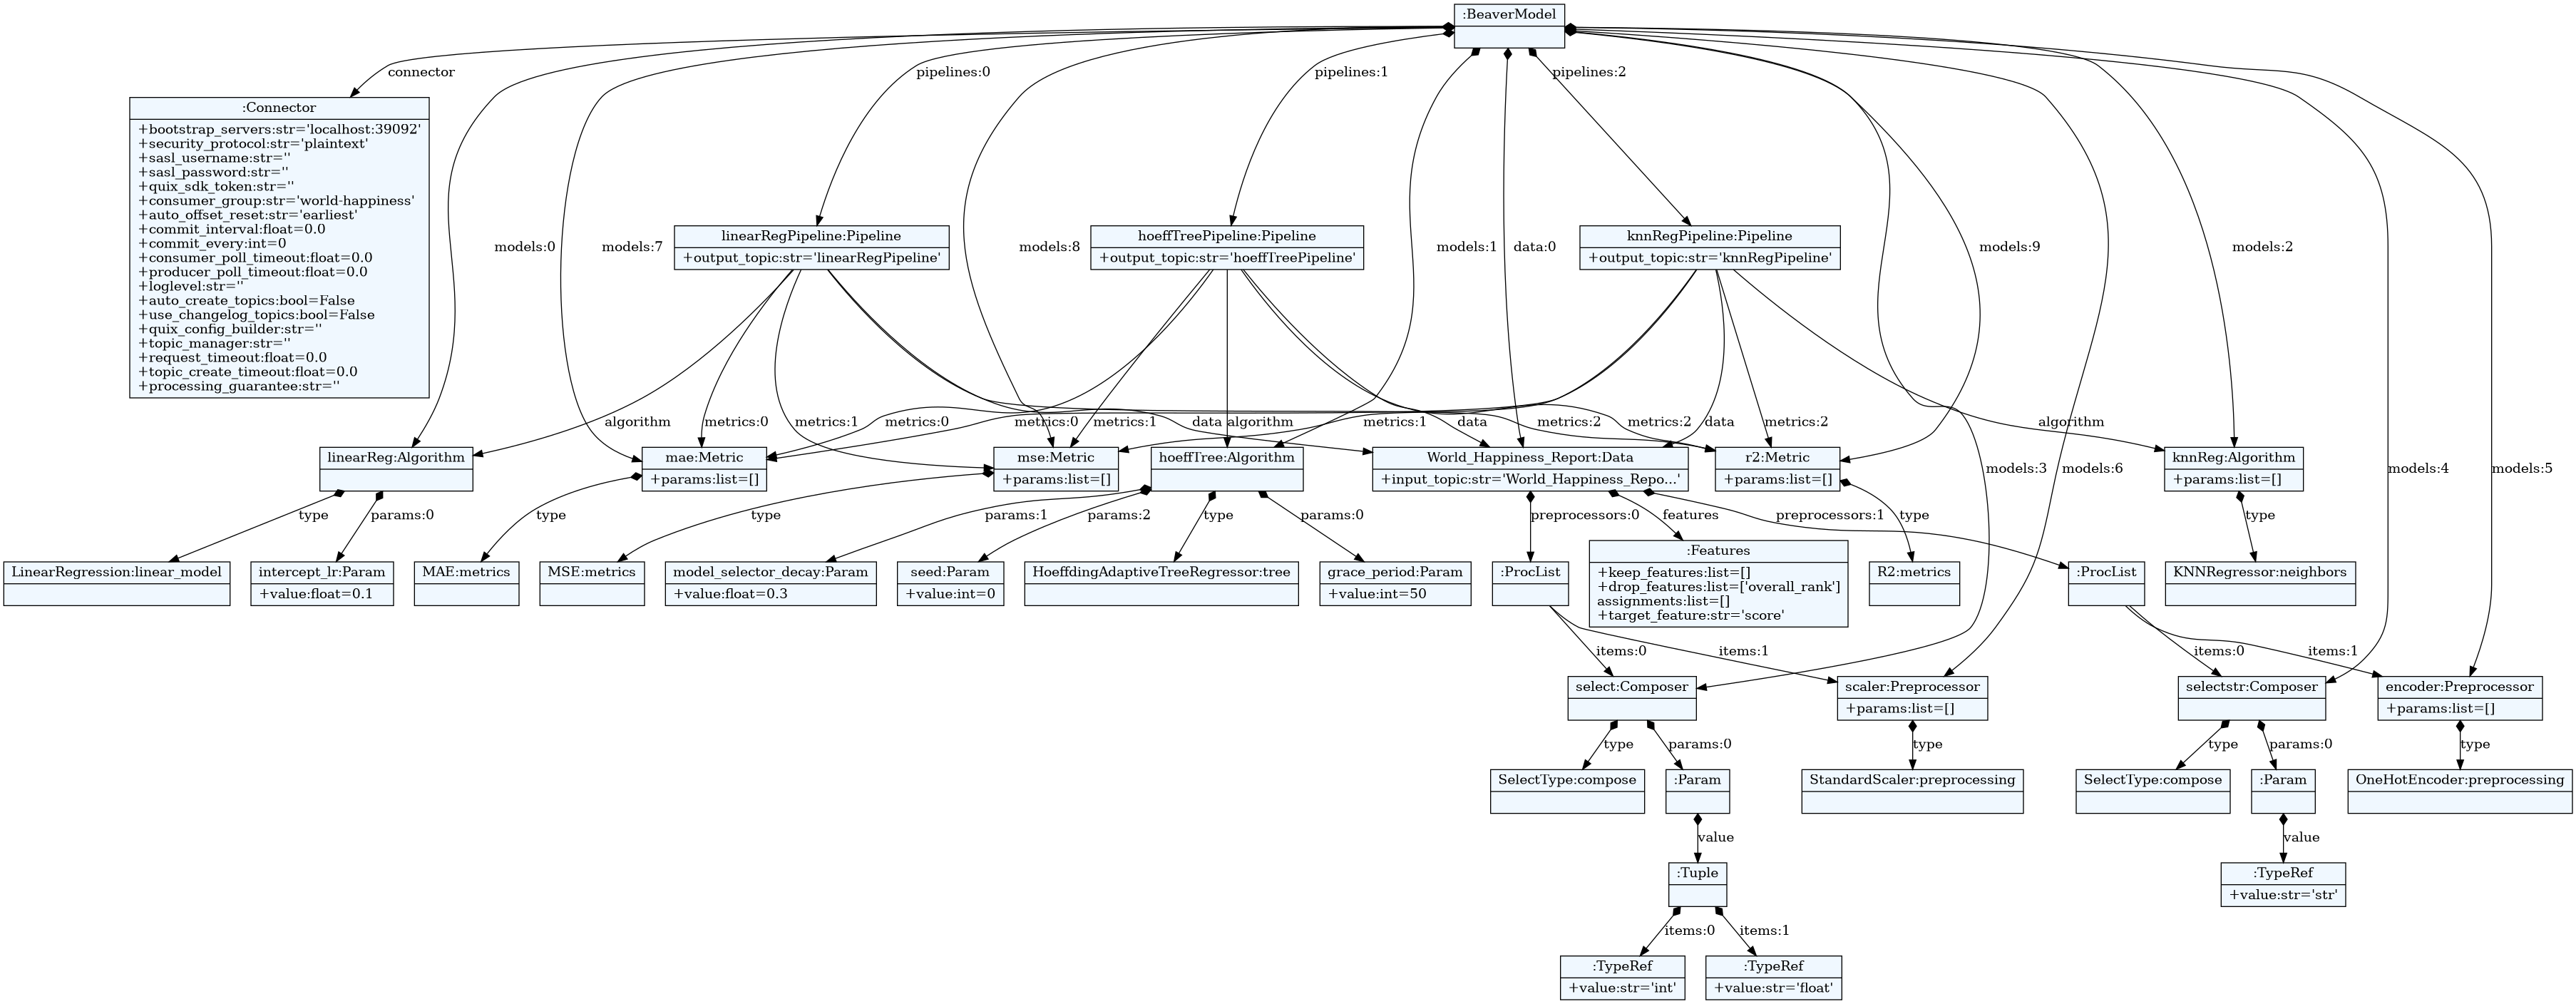 :BeaverModel
connector
pipelines:0
pipelines:1
pipelines:2
:Connector
+bootstrap_servers:str='localhost:39092'
+security_protocol:str='plaintext'
+sasl_username:str=''
+sasl_password:str=''
+quix_sdk_token:str=''
+consumer_group:str='world-happiness'
+auto_offset_reset:str='earliest'
+commit_interval:float=0.0
+commit_every:int=0
+consumer_poll_timeout:float=0.0
+producer_poll_timeout:float=0.0
+loglevel:str=''
+auto_create_topics:bool=False
+use_changelog_topics:bool=False
+quix_config_builder:str=''
+topic_manager:str=''
+request_timeout:float=0.0
+topic_create_timeout:float=0.0
+processing_guarantee:str=''
models:0
models:7
linearRegPipeline:Pipeline
+output_topic:str='linearRegPipeline'
models:8
hoeffTreePipeline:Pipeline
+output_topic:str='hoeffTreePipeline'
models:1
data:0
knnRegPipeline:Pipeline
+output_topic:str='knnRegPipeline'
models:9
models:2
algorithm
metrics:0
metrics:1
metrics:0
metrics:0
metrics:1
data
algorithm
metrics:1
data
metrics:2
metrics:2
data
metrics:2
algorithm
linearReg:Algorithm
mae:Metric
+params:list=[]
mse:Metric
+params:list=[]
hoeffTree:Algorithm
World_Happiness_Report:Data
+input_topic:str='World_Happiness_Repo...'
r2:Metric
+params:list=[]
models:3
models:6
knnReg:Algorithm
+params:list=[]
models:4
models:5
type
params:0
type
type
params:1
params:2
type
params:0
preprocessors:0
features
preprocessors:1
type
type
LinearRegression:linear_model
intercept_lr:Param
+value:float=0.1
MAE:metrics
MSE:metrics
model_selector_decay:Param
+value:float=0.3
seed:Param
+value:int=0
HoeffdingAdaptiveTreeRegressor:tree
grace_period:Param
+value:int=50
:ProcList
:Features
+keep_features:list=[]
+drop_features:list=['overall_rank']
assignments:list=[]
+target_feature:str='score'
R2:metrics
:ProcList
KNNRegressor:neighbors
items:0
items:1
items:0
items:1
select:Composer
scaler:Preprocessor
+params:list=[]
selectstr:Composer
encoder:Preprocessor
+params:list=[]
type
params:0
type
type
params:0
type
SelectType:compose
:Param
StandardScaler:preprocessing
SelectType:compose
:Param
OneHotEncoder:preprocessing
value
value
:Tuple
:TypeRef
+value:str='str'
items:0
items:1
:TypeRef
+value:str='int'
:TypeRef
+value:str='float'